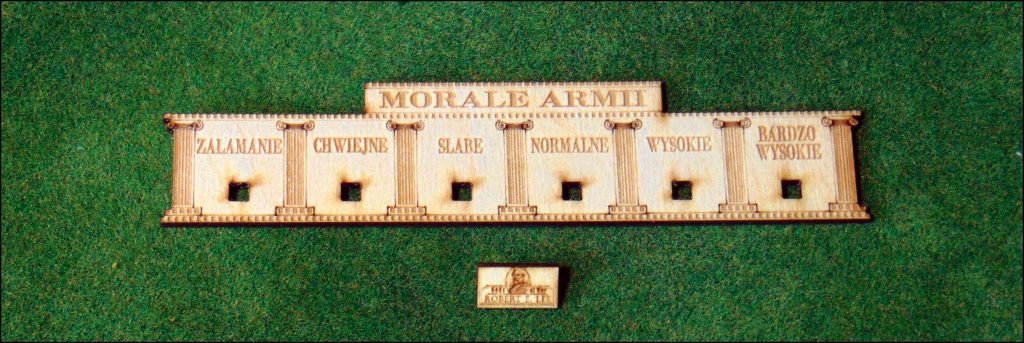 MORALE ARMII
ZAŁAMANIE
CHWIEJNE
SŁABE
NORMALNE
WYSOKIE
BARDZO
WYSOKIE
ROBERT E. LEE